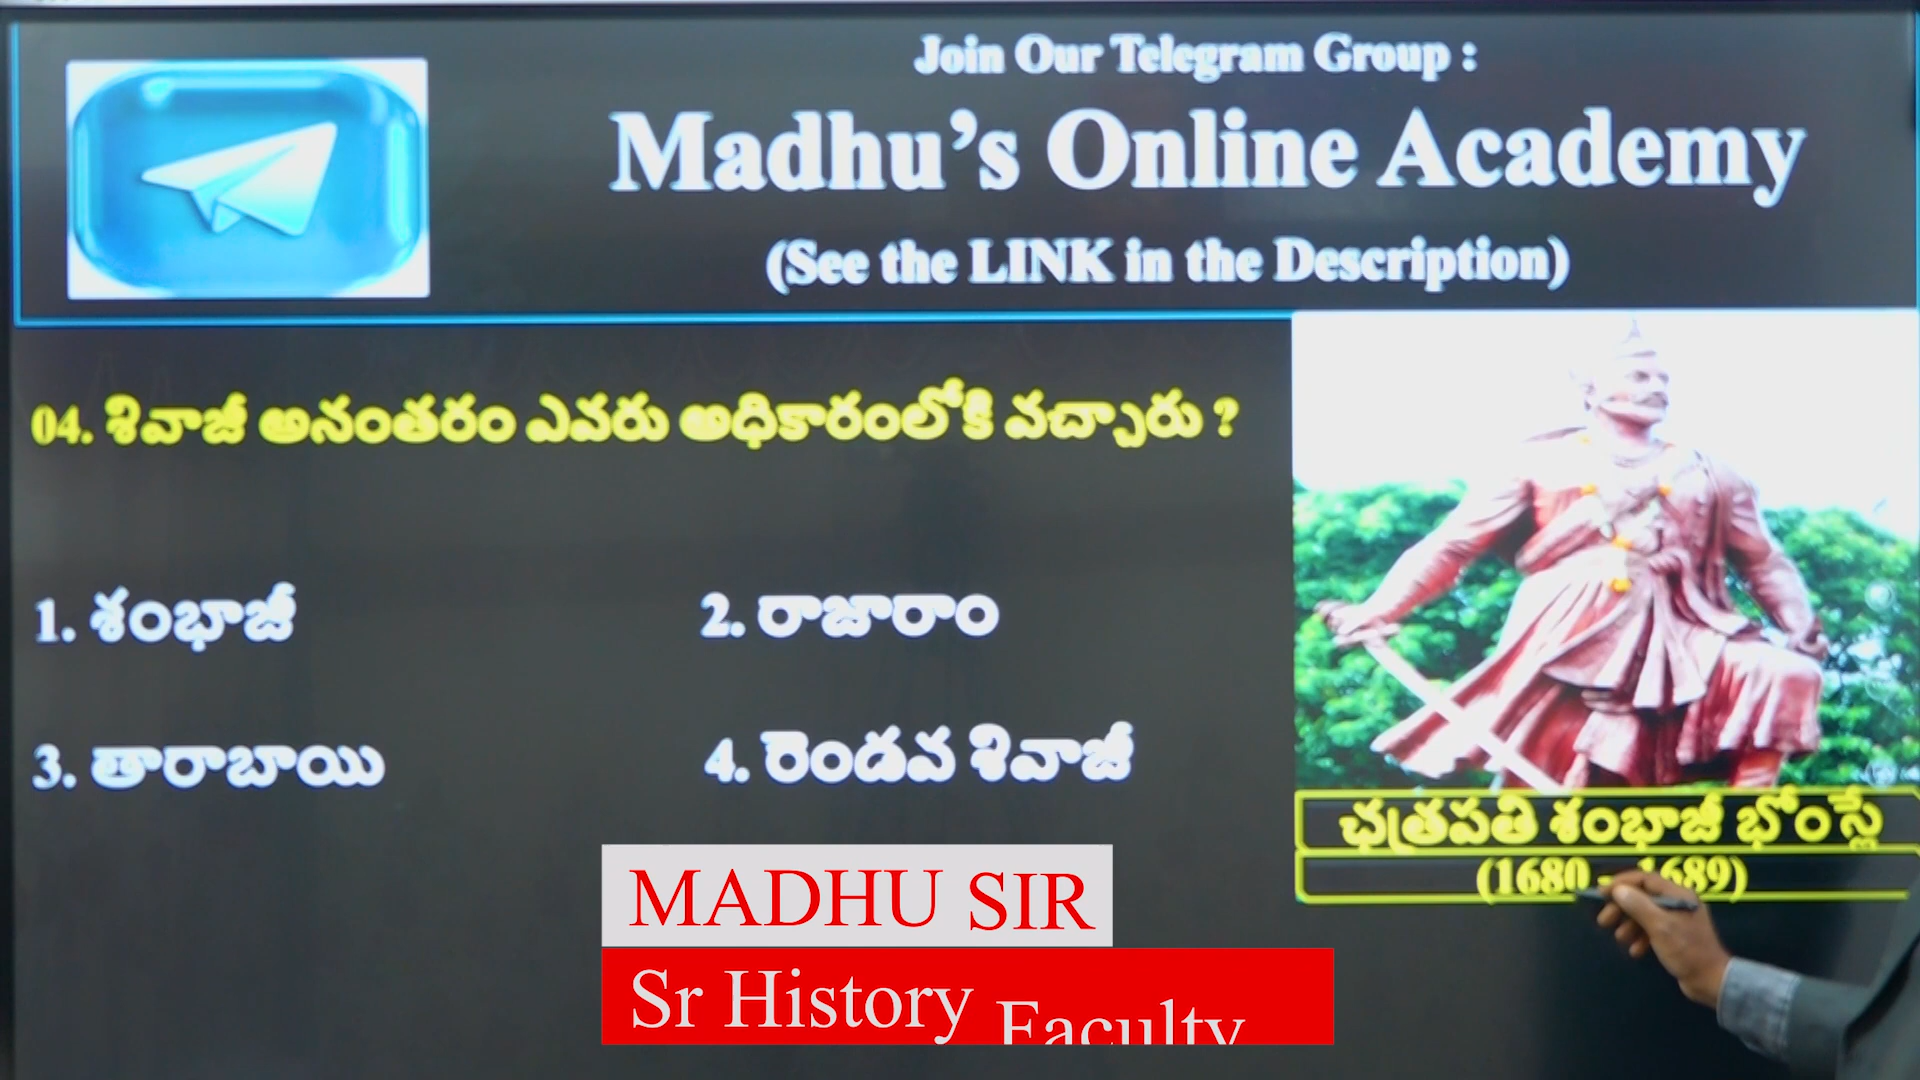 Join Our Telegram Group :
Madhu's Online Academy
(See the LINK in the Description)
04. శివాజీ అనంతరం ఎవరు అధికారంలోకి వచ్చారు ?
1. శంభాజీ
2. రాజారాం
3. తారాబాయి
4. రెండవ శివాజీ
ఛత్రపతి శంభాజీ భోంస్లే
(1680 - 1689)
MADHU SIR
Sr History Faculty